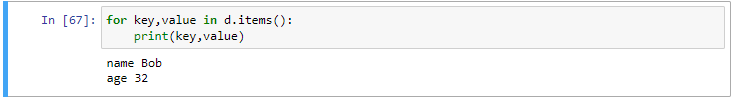 In [67]: for key,value in d.items():
    print(key,value)
name Bob
age 32